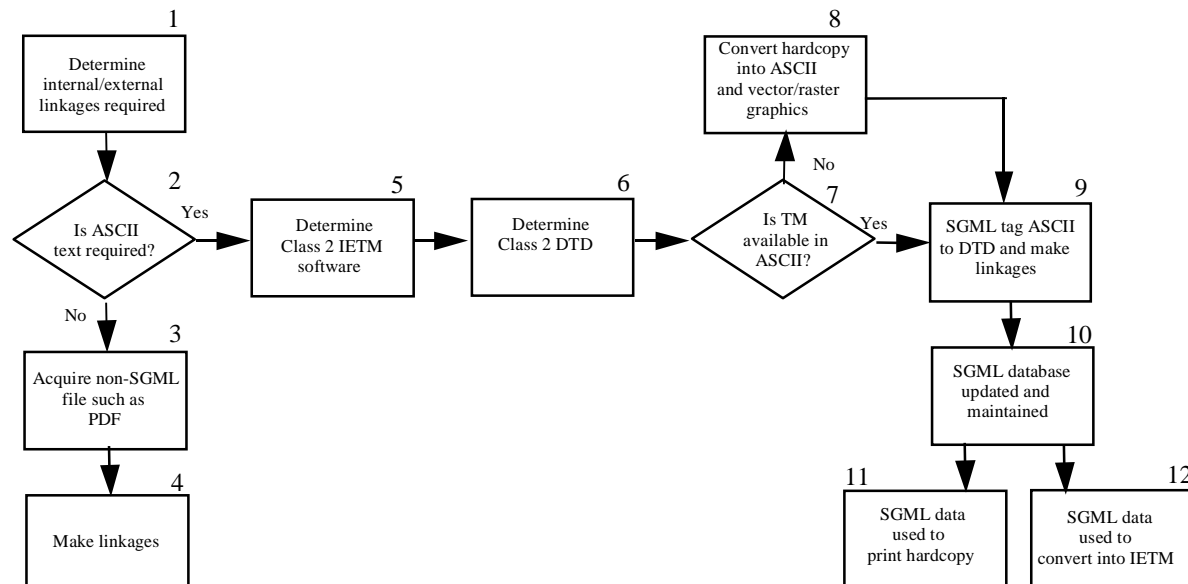 1
Determine
internal/external
linkages required
2
Is ASCII
text required?
Yes
No
3
Acquire non-SGML
file such as
PDF
4
Make linkages
5
Determine
Class 2 IETM
software
6
Determine
Class 2 DTD
7
Is TM
available in
ASCII?
No
Yes
8
Convert hardcopy
into ASCII
and vector/raster
graphics
9
SGML tag ASCII
to DTD and make
linkages
10
SGML database
updated and
maintained
11
SGML data
used to
print hardcopy
12
SGML data
used to
convert into IETM